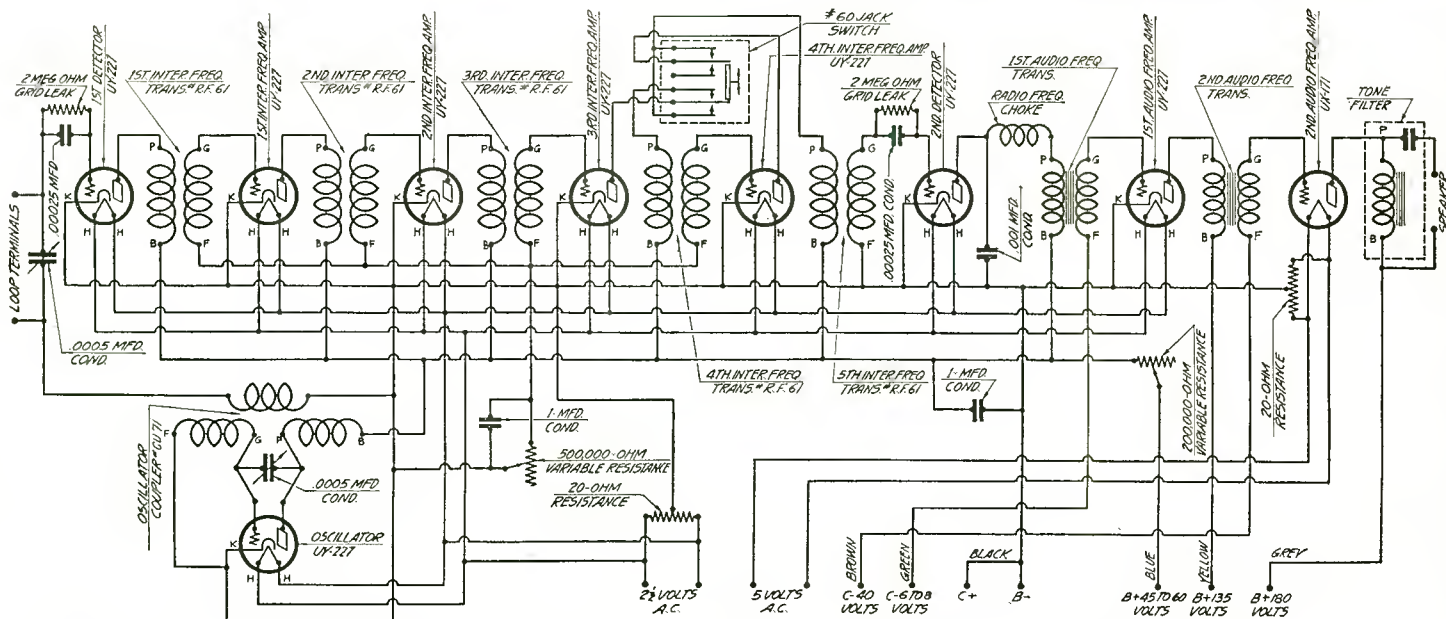 2 MEG OHM
GRID LEAK
1ST DETECTOR
UY-227
1ST. INTER. FREQ.
TRANS. # R.F. 61
1ST INTER. FREQ. AMP.
UY-227
2ND. INTER FREQ.
TRANS. # R.F. 61
2ND. INTER. FREQ. AMP
UY-227
3RD. INTER. FREQ
TRANS. # R.F. 61
3RD INTER. FREQ. AMP
UY-227
#60 JACK
SWITCH
4TH. INTER. FREQ. AMP
UY-227
2 MEG OHM
GRID LEAK
2ND. DETECTOR
UY-227
RADIO FREQ.
CHOKE
1ST. AUDIO FREQ
TRANS.
1ST. AUDIO FREQ. AMP
UY-227
2ND. AUDIO FREQ
TRANS.
2ND. AUDIO FREQ. AMP
UX-171
TONE
FILTER
P
B
SPEAKER
.00025 MFD
K
H H
P
G
B
F
K
H H
P
G
B
F
K
H H
P
G
B
F
K
H H
P
G
B
F
K
H H
P
G
B
F
.00025 MFD. COND.
K
H H
.001 MFD.
COND
P
G
B
F
K
H H
P
G
B
F
LOOP TERMINALS
.0005 MFD.
COND.
4TH. INTER. FREQ
TRANS. # R.F. 61
5TH. INTER. FREQ
TRANS. # R.F. 61
1-MFD.
COND.
200,000-OHM
VARIABLE RESISTANCE
20-OHM
RESISTANCE
F
G
P
B
OSCILLATOR
COUPLER # CU 71
.0005 MFD
COND.
K
H
H
OSCILLATOR
UY-227
1-MFD.
COND.
500,000-OHM
VARIABLE RESISTANCE
20-OHM
RESISTANCE
2½ VOLTS
A.C.
5 VOLTS
A.C.
BROWN
C-40
VOLTS
GREEN
C-6 TO 8
VOLTS
BLACK
C+
B-
BLUE
B+45 TO 60
VOLTS
YELLOW
B+135
VOLTS
GREY
B+180
VOLTS